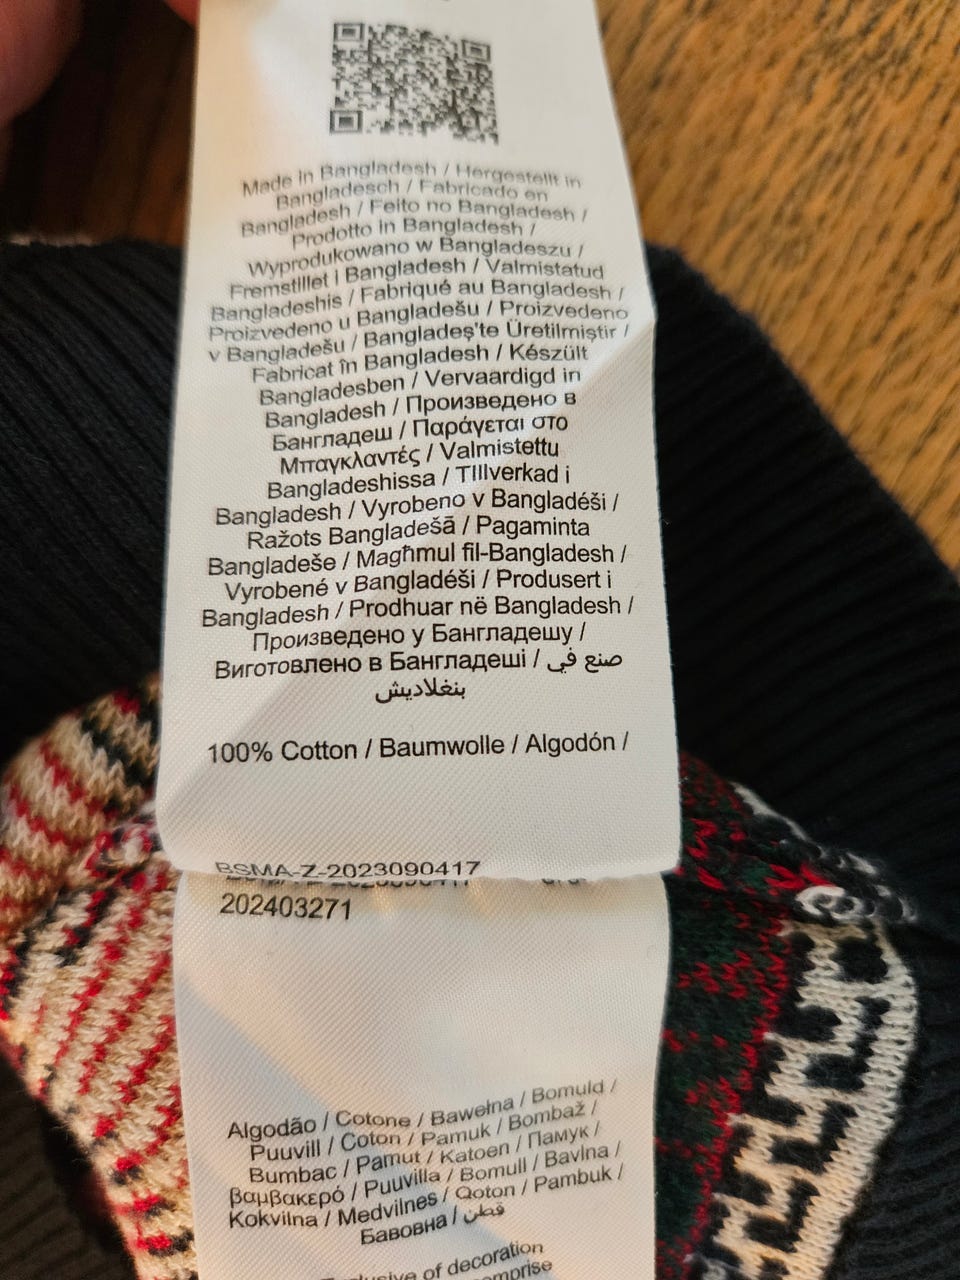 Made in Bangladesh / Hergestellt in
Bangladesch / Fabricado en
Bangladesh / Feito no Bangladesh /
Prodotto in Bangladesh /
Wyprodukowano w Bangladeszu /
Fremstillet i Bangladesh / Valmistatud
Bangladeshis / Fabriqué au Bangladesh /
Proizvedeno u Bangladešu / Proizvedeno
v Bangladešu / Bangladeş'te Üretilmiştir /
Fabricat în Bangladesh / Készült
Bangladesben / Vervaardigd in
Bangladesh / Произведено в
Бангладеш / Παράγεται στο
Μπαγκλαντές / Valmistettu
Bangladeshissa / Tillverkad i
Bangladesh / Vyrobeno v Bangladéši /
Ražots Bangladešā / Pagaminta
Bangladeše / Magħmul fil-Bangladesh /
Vyrobené v Bangladéši / Produsert i
Bangladesh / Prodhuar në Bangladesh /
Произведено у Бангладешу /
Виготовлено в Бангладеші / صنع في
بنغلاديش
100% Cotton / Baumwolle / Algodón /
BSMA-Z-2023090417
202403271
Algodão / Cotone / Bawełna / Bomuld /
Puuvill / Coton / Pamuk / Bombaž /
Bumbac / Pamut / Katoen / Памук /
βαμβακερό / Puuvilla / Bomull / Bavlna /
Kokvilna / Medvilnes / Qoton / Pambuk /
Бавовна / قطن
of decoration